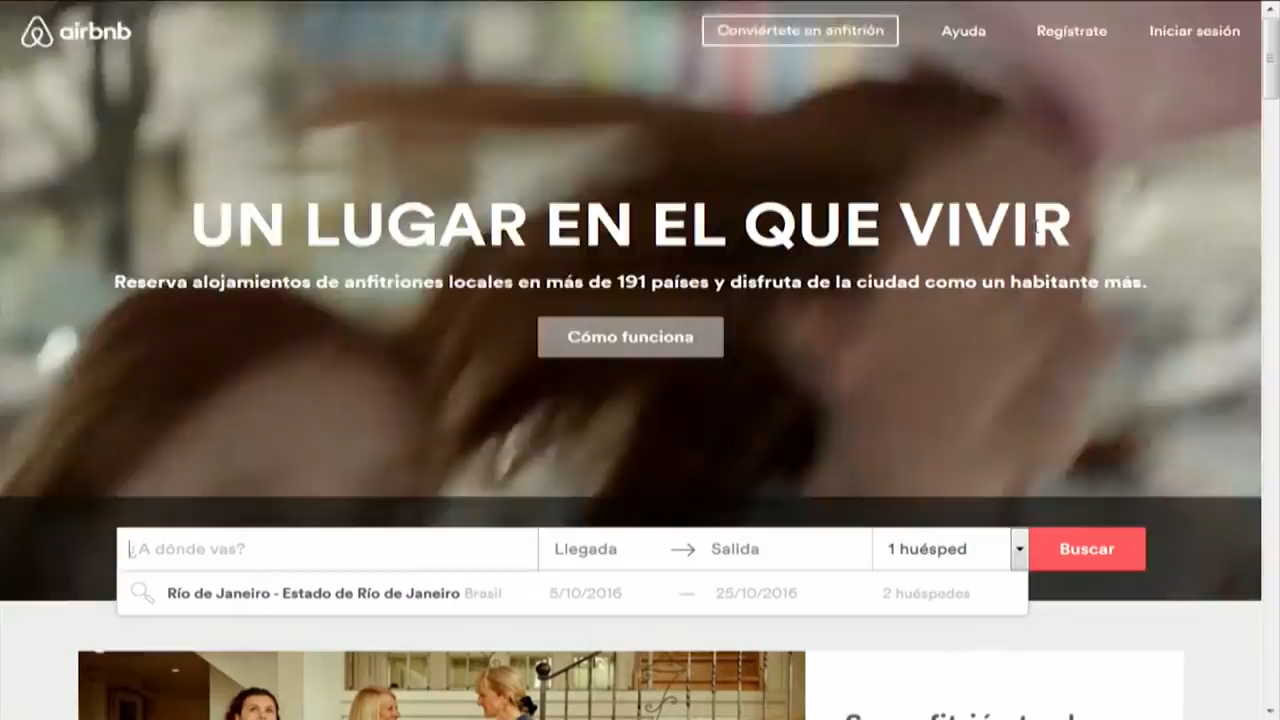 airbnb
Conviértete en anfitrión
Ayuda
Regístrate
Iniciar sesión
UN LUGAR EN EL QUE VIVIR
Reserva alojamientos de anfitriones locales en más de 191 países y disfruta de la ciudad como un habitante más.
Cómo funciona
¿A dónde vas?
Llegada
Salida
1 huésped
Buscar
Río de Janeiro - Estado de Río de Janeiro Brasil
5/10/2016 — 25/10/2016
2 huéspedes